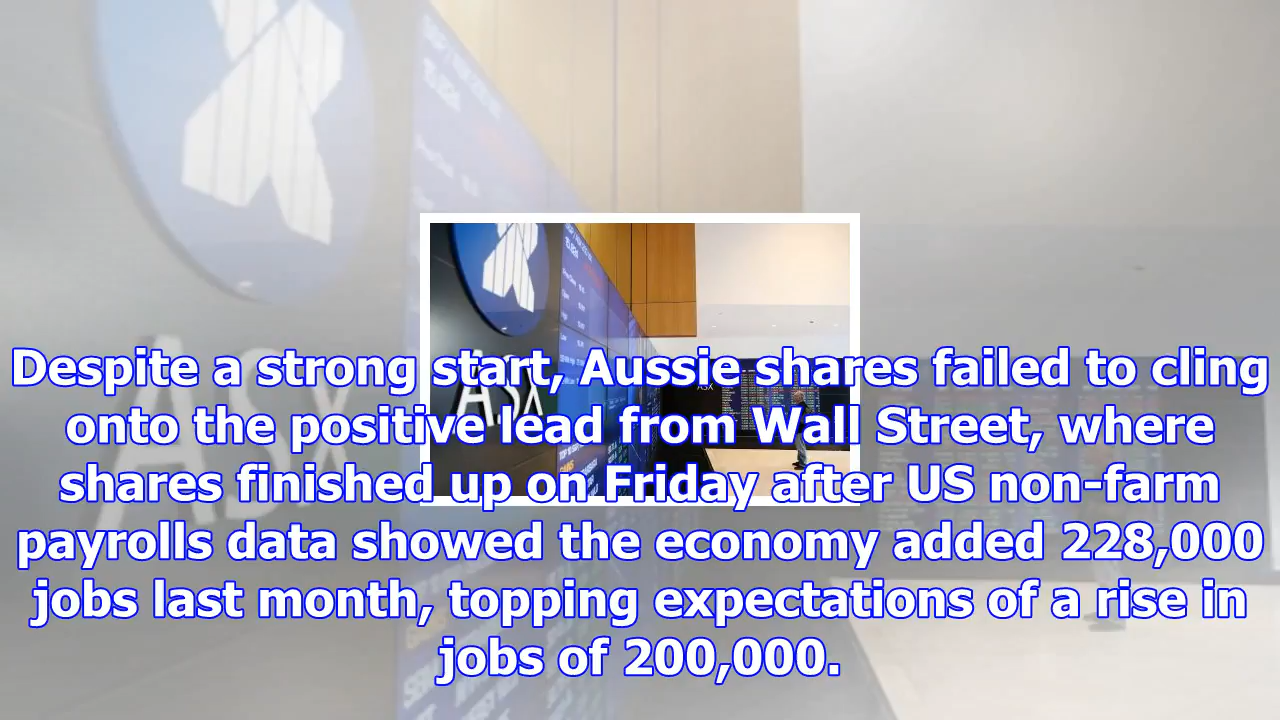 Despite a strong start, Aussie shares failed to cling
onto the positive lead from Wall Street, where
shares finished up on Friday after US non-farm
payrolls data showed the economy added 228,000
jobs last month, topping expectations of a rise in
jobs of 200,000.
ASX
ASX